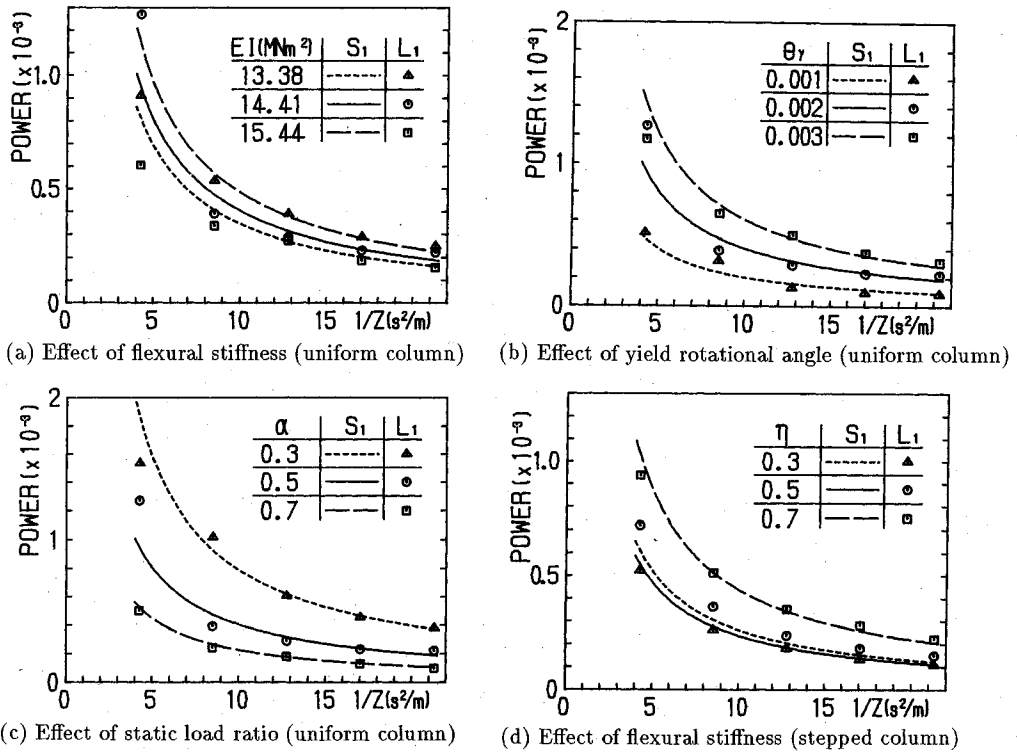 POWER(x10⁻³)
1.0
0.5
0
EI(MNm²) S₁ L₁
13.38
14.41
15.44
0 5 10 15 1/Z(s²/m)
(a) Effect of flexural stiffness (uniform column)
POWER(x10⁻³)
2
1
0
θy S₁ L₁
0.001
0.002
0.003
0 5 10 15 1/Z(s²/m)
(b) Effect of yield rotational angle (uniform column)
POWER(x10⁻³)
2
1
0
α S₁ L₁
0.3
0.5
0.7
0 5 10 15 1/Z(s²/m)
(c) Effect of static load ratio (uniform column)
POWER(x10⁻³)
1.0
0.5
0
η S₁ L₁
0.3
0.5
0.7
0 5 10 15 1/Z(s²/m)
(d) Effect of flexural stiffness (stepped column)